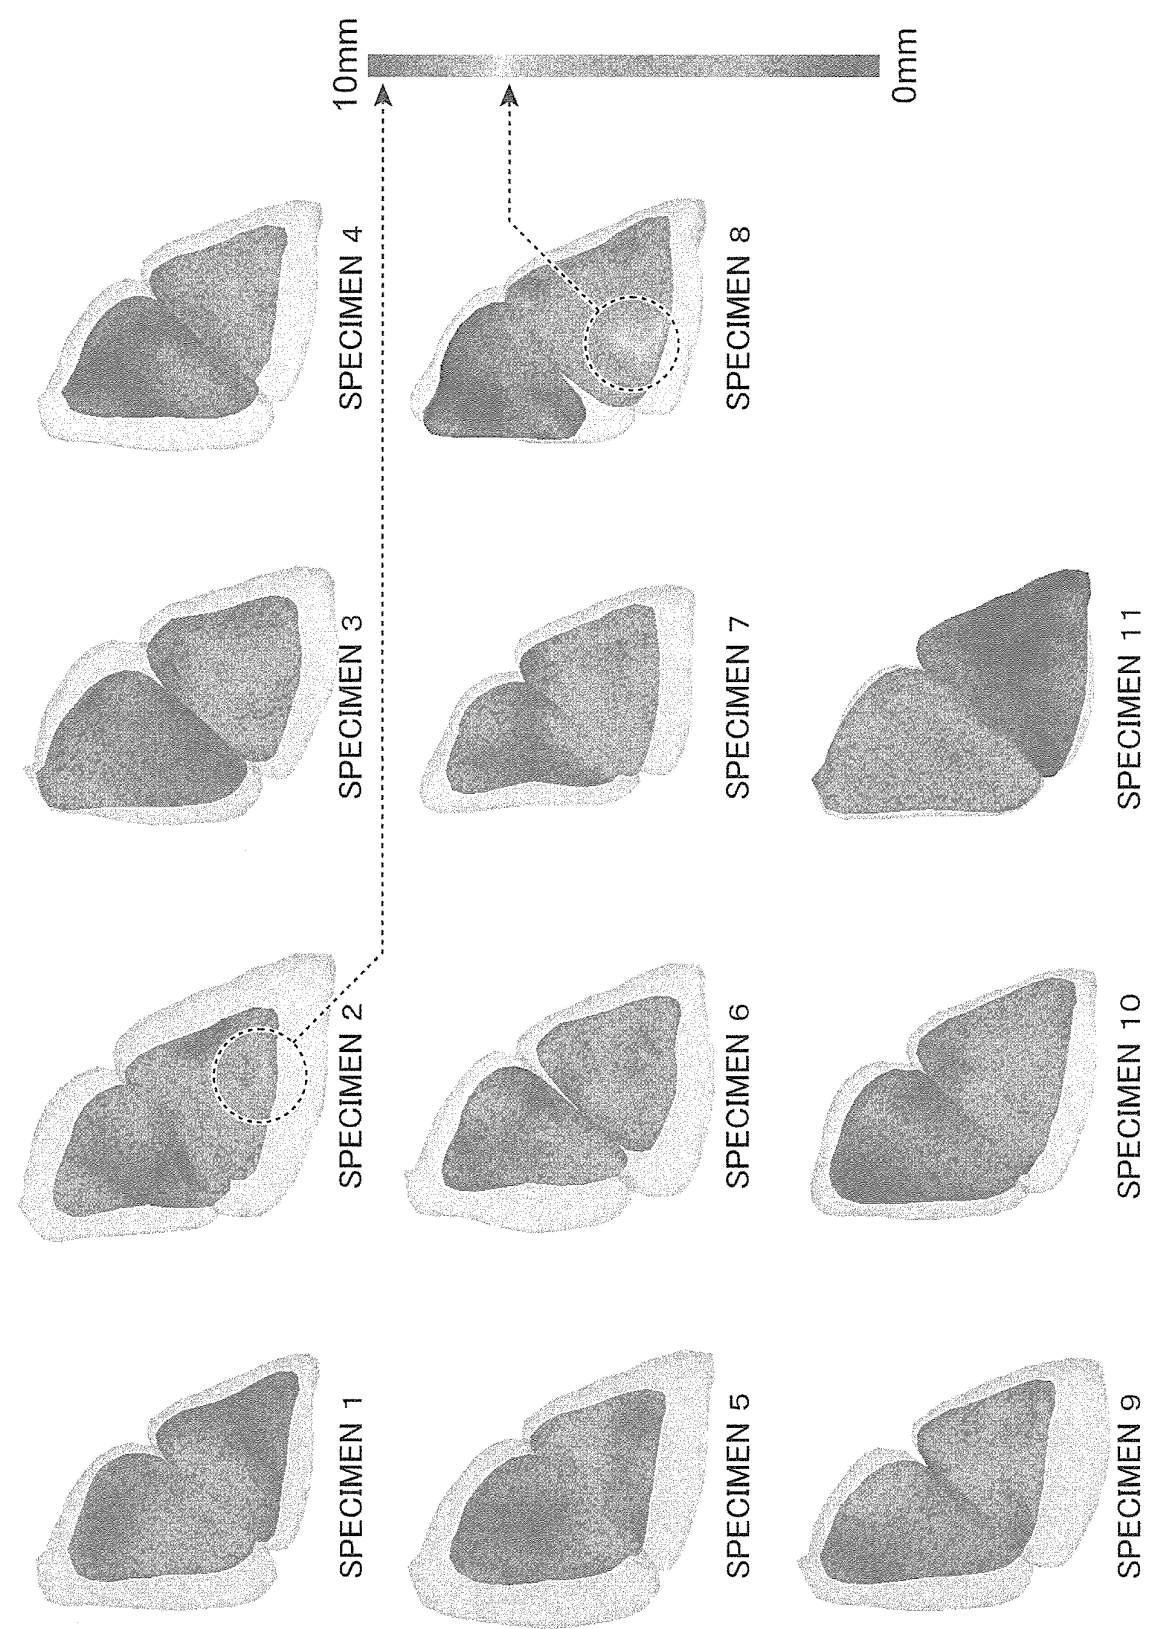 SPECIMEN 1
SPECIMEN 2
SPECIMEN 3
SPECIMEN 4
10mm
0mm
SPECIMEN 5
SPECIMEN 6
SPECIMEN 7
SPECIMEN 8
SPECIMEN 9
SPECIMEN 10
SPECIMEN 11